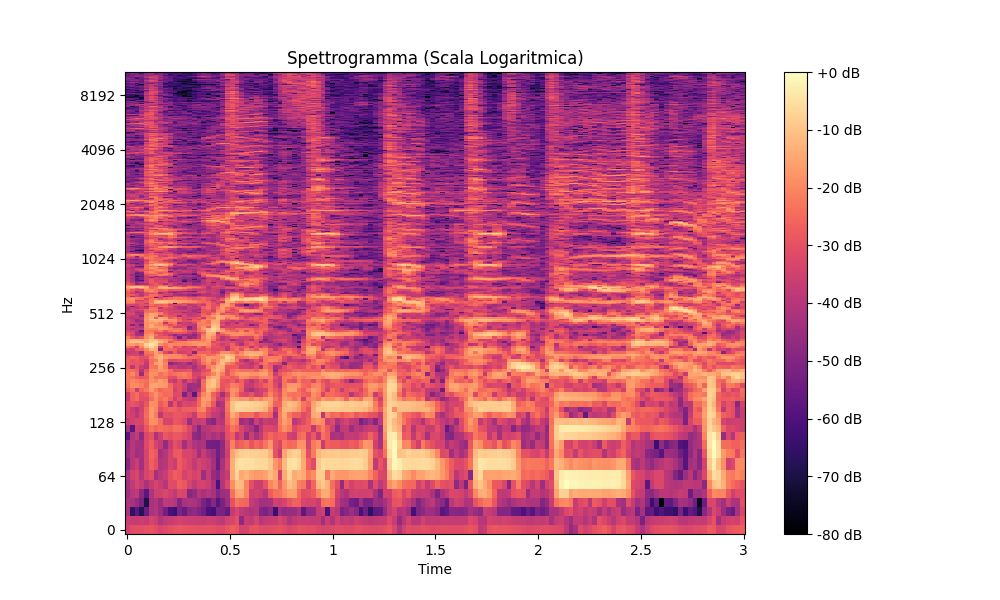 Spettrogramma (Scala Logaritmica)
Hz
8192
4096
2048
1024
512
256
128
64
0
0
0.5
1
1.5
2
2.5
3
Time
+0 dB
-10 dB
-20 dB
-30 dB
-40 dB
-50 dB
-60 dB
-70 dB
-80 dB